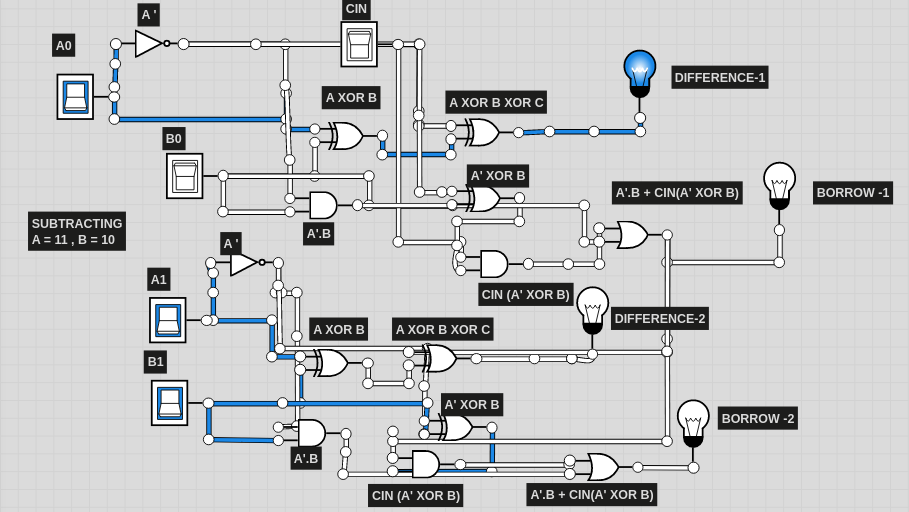 A '
CIN
A0
DIFFERENCE-1
A XOR B
A XOR B XOR C
B0
A' XOR B
A'.B + CIN(A' XOR B)
BORROW -1
SUBTRACTING
A = 11 , B = 10
A'.B
A '
A1
CIN (A' XOR B)
DIFFERENCE-2
A XOR B
A XOR B XOR C
B1
A' XOR B
BORROW -2
A'.B
CIN (A' XOR B)
A'.B + CIN(A' XOR B)